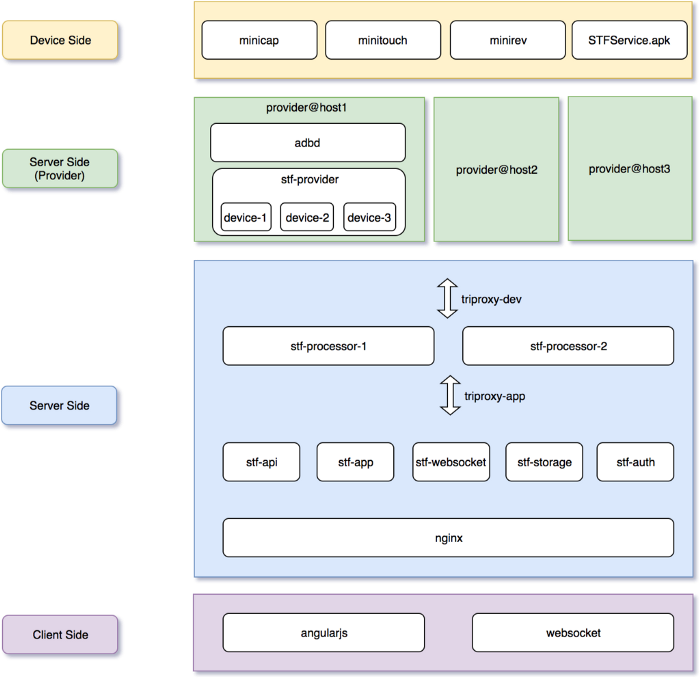 Device Side
minicap
minitouch
minirev
STFService.apk
Server Side
(Provider)
provider@host1
adbd
stf-provider
device-1
device-2
device-3
provider@host2
provider@host3
Server Side
triproxy-dev
stf-processor-1
stf-processor-2
triproxy-app
stf-api
stf-app
stf-websocket
stf-storage
stf-auth
nginx
Client Side
angularjs
websocket